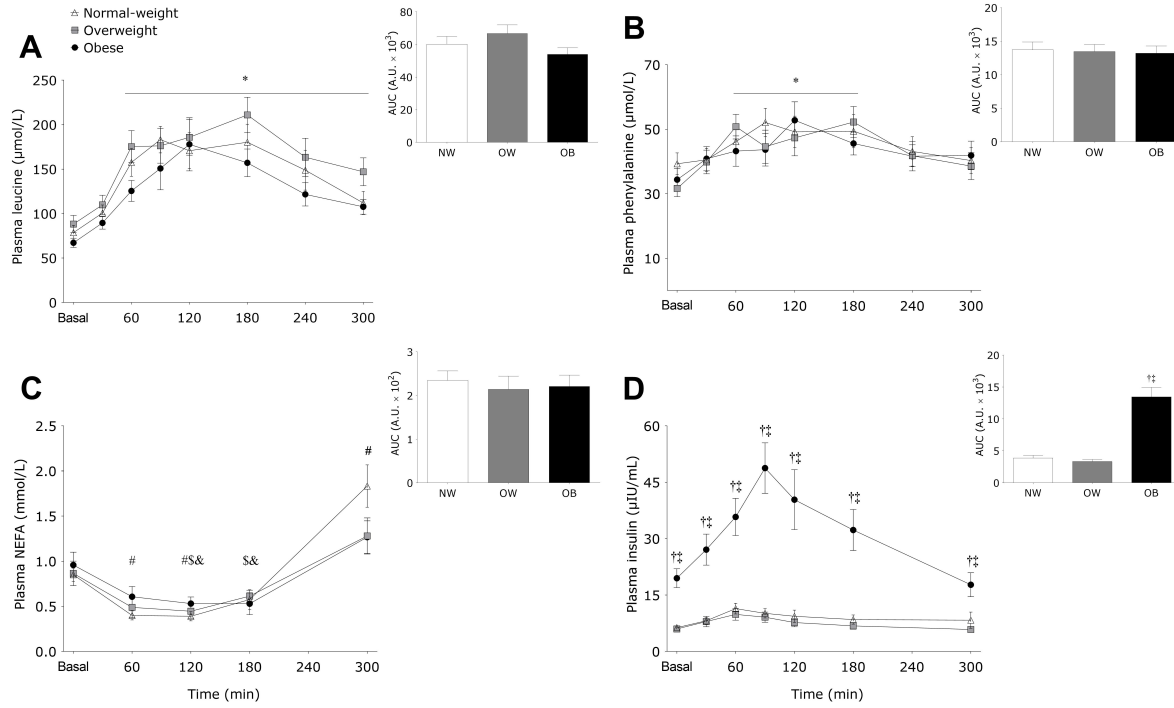 Normal-weight
Overweight
Obese
A
Plasma leucine (µmol/L)
250
200
150
100
50
0
*
Basal 60 120 180 240 300
AUC (A.U. × 10³)
80
60
40
20
0
NW OW OB
B
Plasma phenylalanine (µmol/L)
70
50
30
10
*
Basal 60 120 180 240 300
AUC (A.U. × 10³)
20
15
10
5
0
NW OW OB
C
Plasma NEFA (mmol/L)
2.5
2.0
1.5
1.0
0.5
0.0
# #$& $& #
Basal 60 120 180 240 300
Time (min)
AUC (A.U. × 10²)
3
2
1
0
NW OW OB
D
Plasma insulin (µIU/mL)
60
45
30
15
0
†‡ †‡ †‡ †‡ †‡ †‡ †‡
Basal 60 120 180 240 300
Time (min)
AUC (A.U. × 10³)
20
15
10
5
0
†‡
NW OW OB